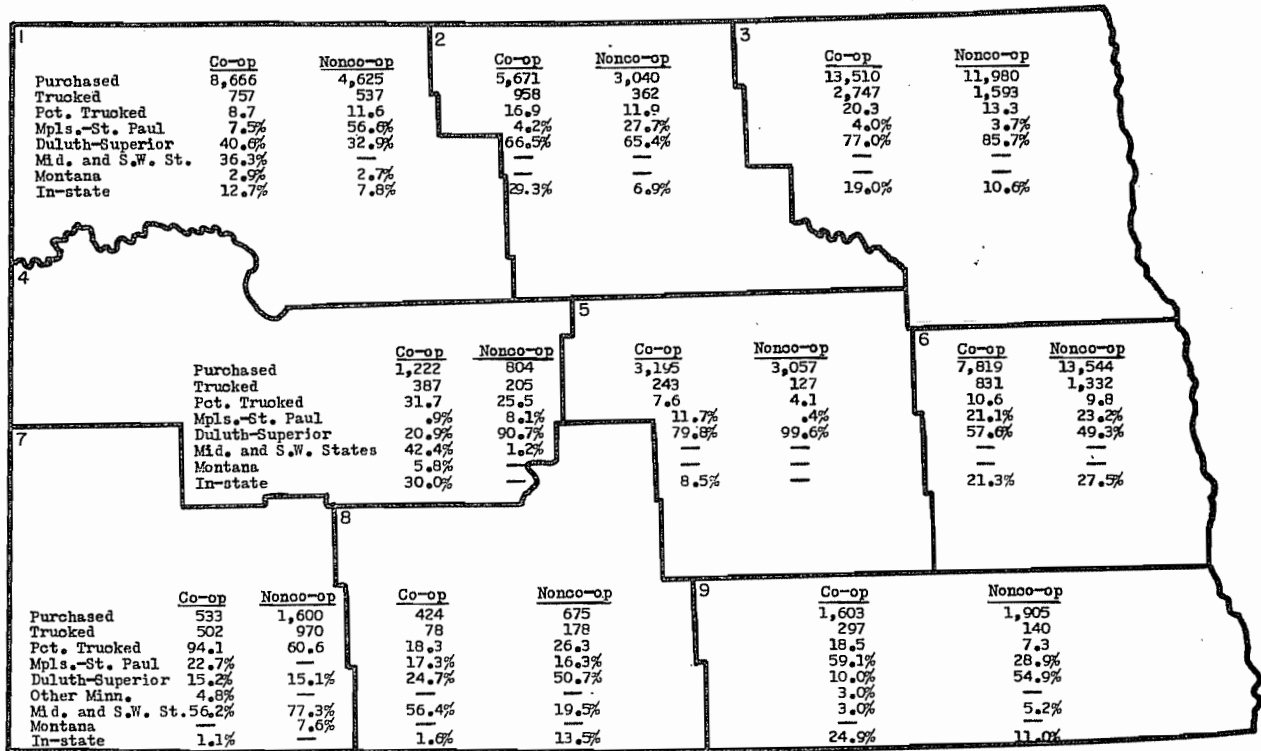 1
Co-op Nonco-op
Purchased 8,666 4,625
Trucked 757 537
Pct. Trucked 8.7 11.6
Mpls.-St. Paul 7.5% 56.6%
Duluth-Superior 40.6% 32.9%
Mid. and S.W. St. 36.3% —
Montana 2.9% 2.7%
In-state 12.7% 7.8%
2
Co-op Nonco-op
5,671 3,040
958 362
16.9 11.9
4.2% 27.7%
66.5% 65.4%
— —
— —
29.3% 6.9%
3
Co-op Nonco-op
13,510 11,980
2,747 1,593
20.3 13.3
4.0% 3.7%
77.0% 85.7%
— —
— —
19.0% 10.6%
4
Co-op Nonco-op
Purchased 1,222 804
Trucked 387 205
Pct. Trucked 31.7 25.5
Mpls.-St. Paul .9% 8.1%
Duluth-Superior 20.9% 90.7%
Mid. and S.W. States 42.4% 1.2%
Montana 5.8% —
In-state 30.0% —
5
Co-op Nonco-op
3,195 3,057
243 127
7.6 4.1
11.7% .4%
79.8% 99.6%
— —
— —
8.5% —
6
Co-op Nonco-op
7,819 13,544
831 1,332
10.6 9.8
21.1% 23.2%
57.6% 49.3%
— —
— —
21.3% 27.5%
7
Co-op Nonco-op
Purchased 533 1,600
Trucked 502 970
Pct. Trucked 94.1 60.6
Mpls.-St. Paul 22.7% —
Duluth-Superior 15.2% 15.1%
Other Minn. 4.8% —
Mid. and S.W. St. 56.2% 77.3%
Montana — 7.6%
In-state 1.1% —
8
Co-op Nonco-op
424 675
78 178
18.3 26.3
17.3% 16.3%
24.7% 50.7%
— —
56.4% 19.5%
— —
1.6% 13.5%
9
Co-op Nonco-op
1,603 1,905
297 140
18.5 7.3
59.1% 28.9%
10.0% 54.9%
3.0% —
3.0% 5.2%
— —
24.9% 11.0%